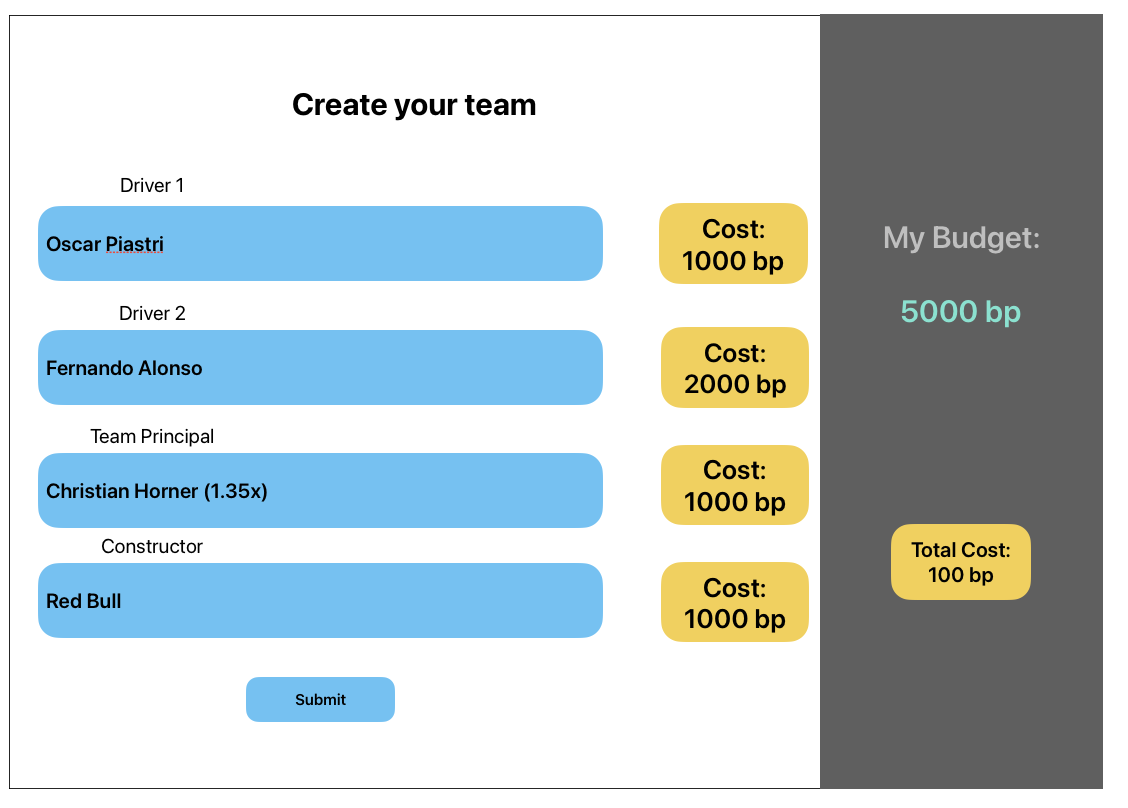 Create your team
Driver 1
Oscar Piastri
Cost:
1000 bp
Driver 2
Fernando Alonso
Cost:
2000 bp
Team Principal
Christian Horner (1.35x)
Cost:
1000 bp
Constructor
Red Bull
Cost:
1000 bp
Submit
My Budget:
5000 bp
Total Cost:
100 bp